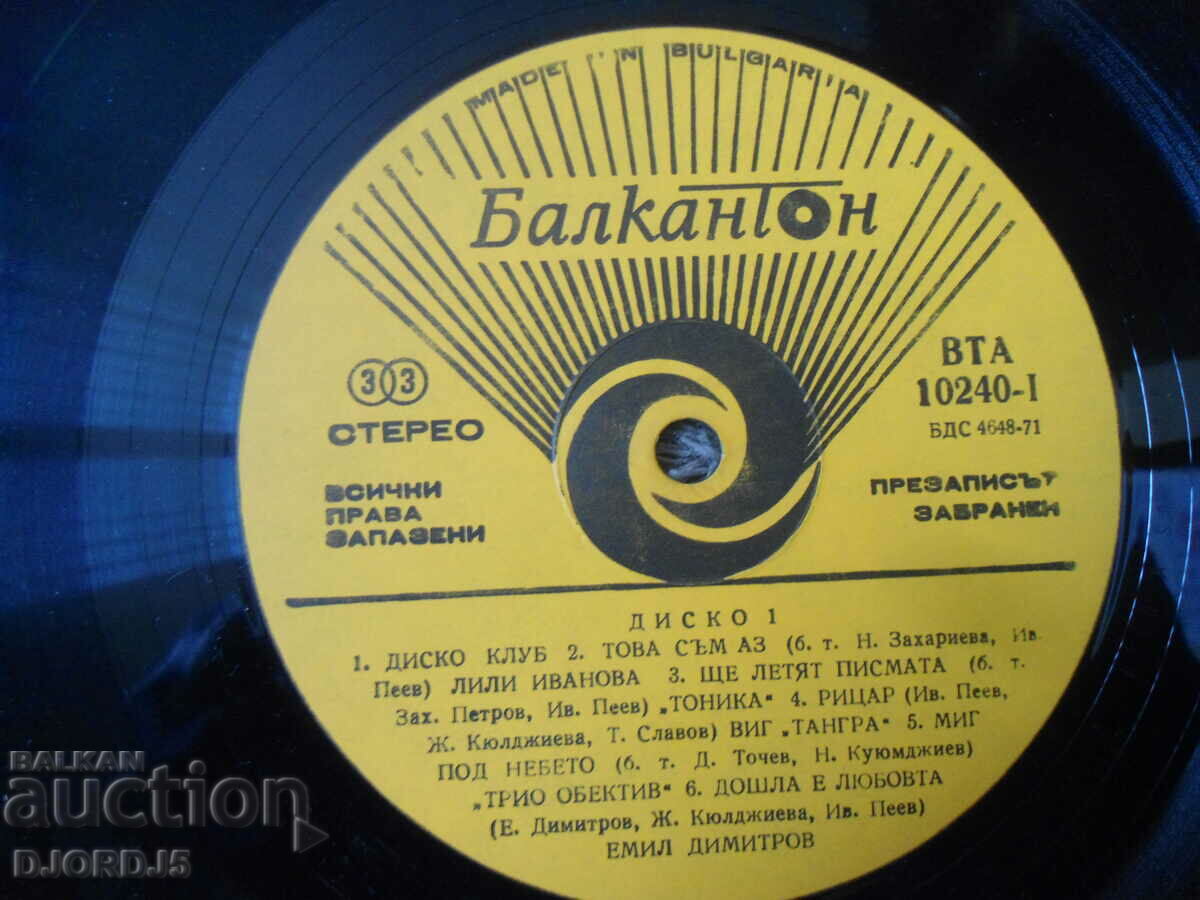 MADE IN BULGARIA
Балкантон
33
СТЕРЕО
ВСИЧКИ
ПРАВА
ЗАПАЗЕНИ
ВТА
10240-I
БДС 4648-71
ПРЕЗАПИСЪТ
ЗАБРАНЕН
ДИСКО 1
1. ДИСКО КЛУБ 2. ТОВА СЪМ АЗ (б. т. Н. Захариева, Ив.
Пеев) ЛИЛИ ИВАНОВА 3. ЩЕ ЛЕТЯТ ПИСМАТА (б. т.
Зах. Петров, Ив. Пеев) „ТОНИКА“ 4. РИЦАР (Ив. Пеев,
Ж. Кюлджиева, Т. Славов) ВИГ „ТАНГРА“ 5. МИГ
ПОД НЕБЕТО (б. т. Д. Точев, Н. Куюмджиев)
„ТРИО ОБЕКТИВ“ 6. ДОШЛА Е ЛЮБОВТА
(Е. Димитров, Ж. Кюлджиева, Ив. Пеев)
ЕМИЛ ДИМИТРОВ
BALKAN
auction
DJORDJ5